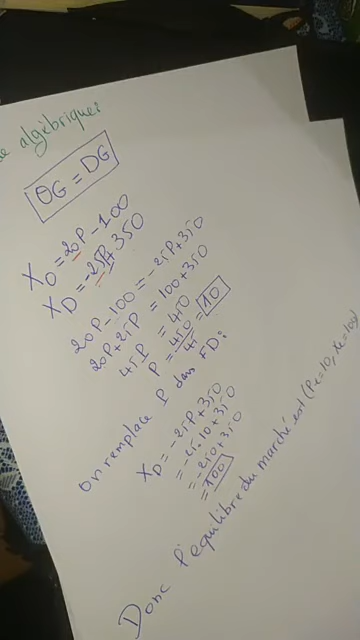 algébriques
OG = DG
XO = 20P - 100
XD = -25P + 350
20P - 100 = -25P + 350
20P + 25P = 100 + 350
45P = 450
P = 450/45 = 10
on remplace P dans FD:
XD = -25P + 350
= -25.10 + 350
= -250 + 350
= 100
Donc l'équilibre du marché est (Pe=10, xe=100)